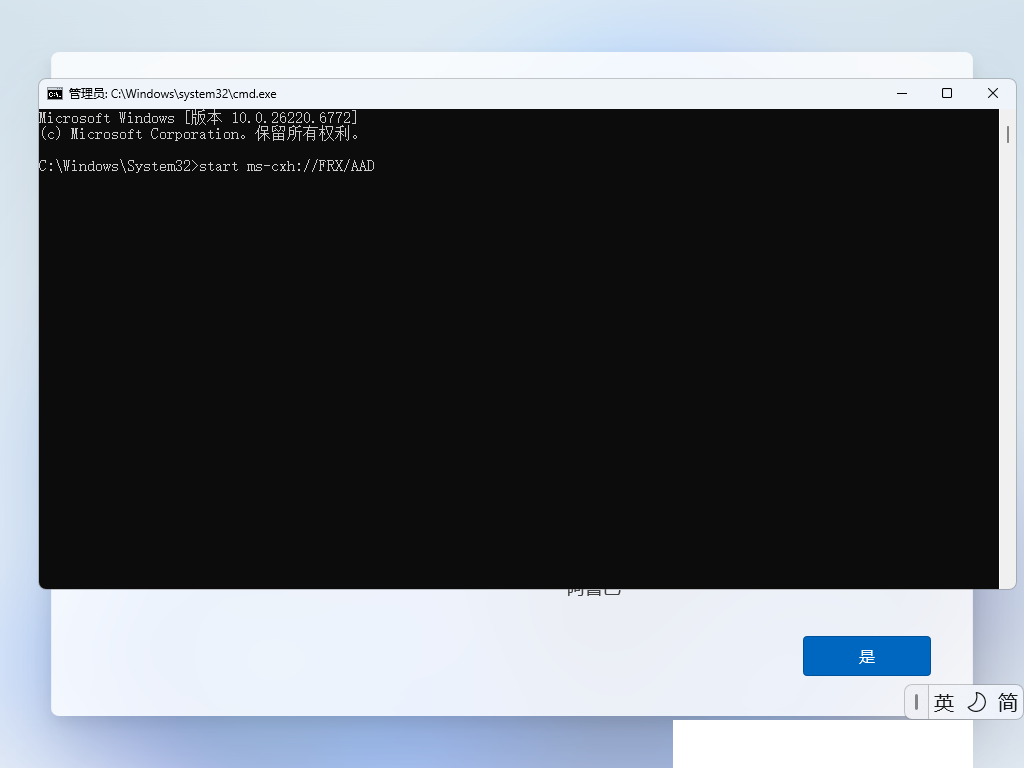 管理员: C:\Windows\system32\cmd.exe
Microsoft Windows [版本 10.0.26220.6772]
(c) Microsoft Corporation。保留所有权利。
C:\Windows\System32>start ms-cxh://FRX/AAD
是
英 简